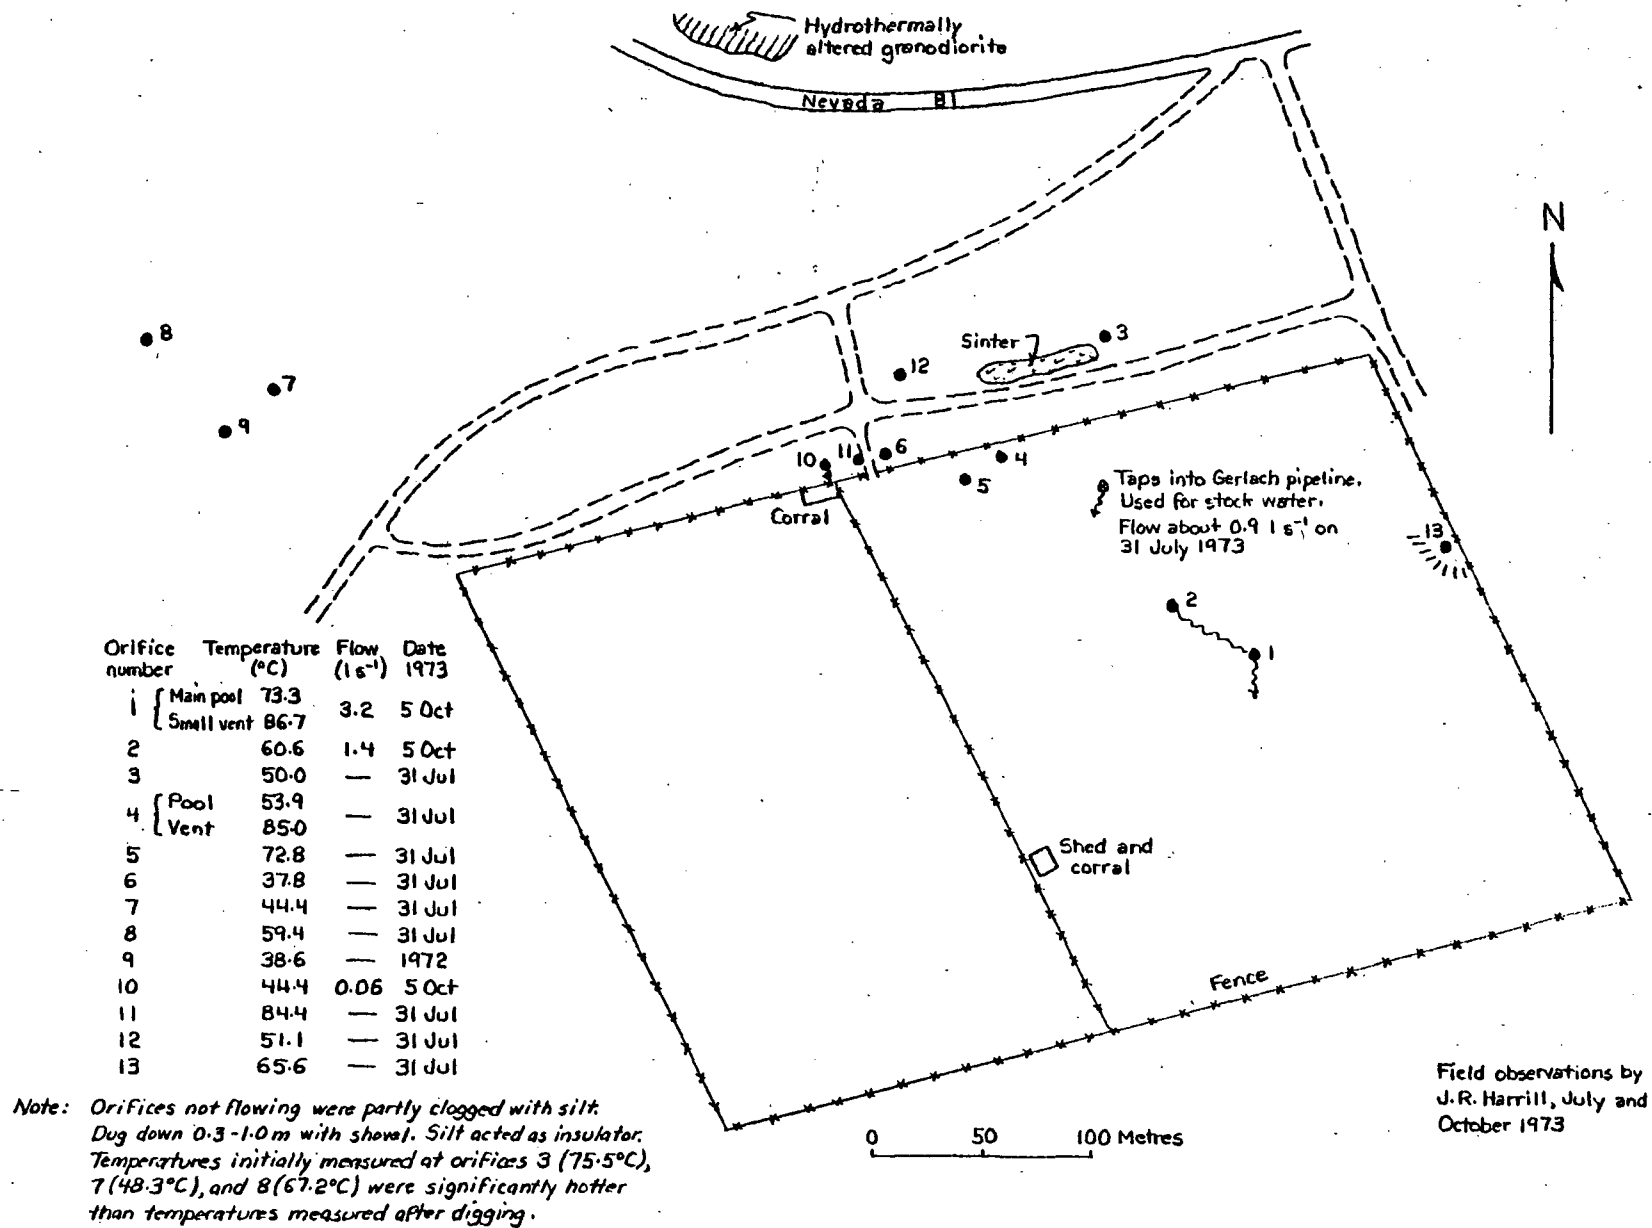 Hydrothermally
altered granodiorite
Nevada 81
N
8
7
9
3
Sinter
12
10
11
6
4
5
Corral
Taps into Gerlach pipeline.
Used for stock water.
Flow about 0.9 l s⁻¹ on
31 July 1973
13
2
1
Orifice Temperature Flow Date
number (°C) (l s⁻¹) 1973
1 Main pool 73.3 3.2 5 Oct
Small vent 86.7
2 60.6 1.4 5 Oct
3 50.0 — 31 Jul
4 Pool 53.9 — 31 Jul
Vent 85.0
5 72.8 — 31 Jul
6 37.8 — 31 Jul
7 44.4 — 31 Jul
8 59.4 — 31 Jul
9 38.6 — 1972
10 44.4 0.06 5 Oct
11 84.4 — 31 Jul
12 51.1 — 31 Jul
13 65.6 — 31 Jul
Shed and
corral
Fence
Note: Orifices not flowing were partly clogged with silt.
Dug down 0.3-1.0 m with shovel. Silt acted as insulator.
Temperatures initially measured at orifices 3 (75.5°C),
7 (48.3°C), and 8 (67.2°C) were significantly hotter
than temperatures measured after digging.
0 50 100 Metres
Field observations by
J.R. Harrill, July and
October 1973